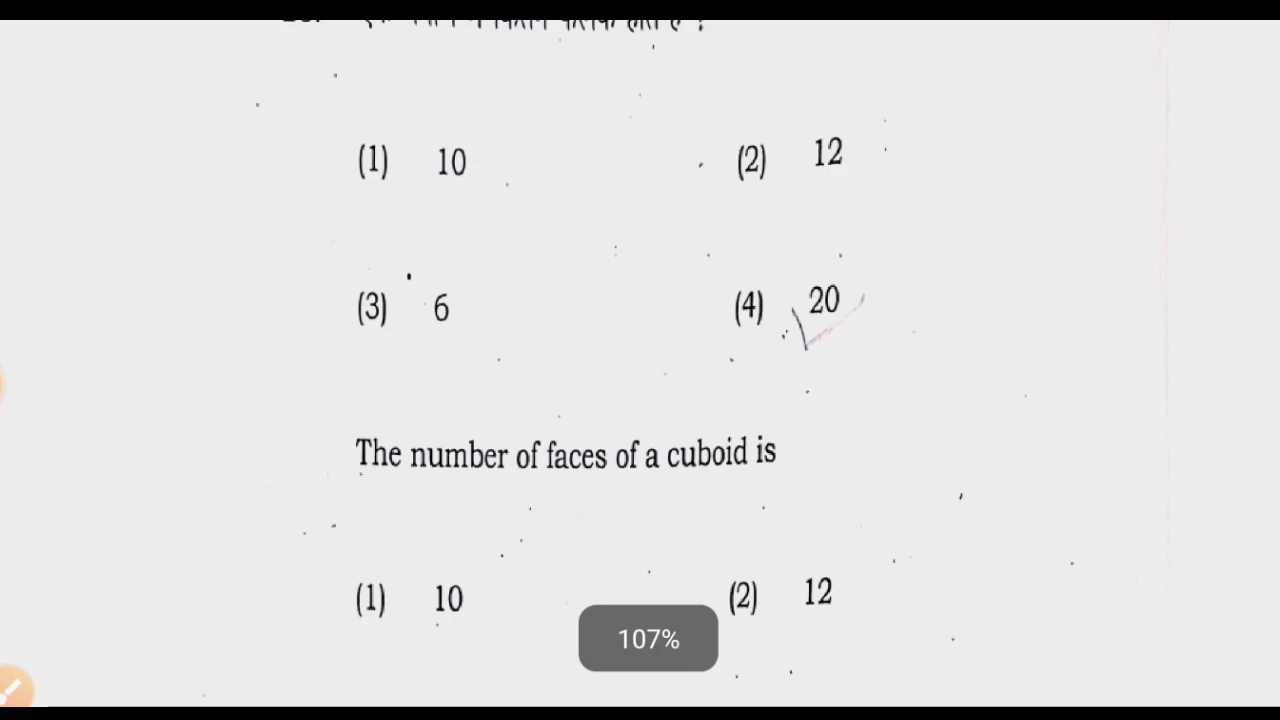 (1) 10 (2) 12
(3) 6 (4) 20
The number of faces of a cuboid is
(1) 10 (2) 12
107%